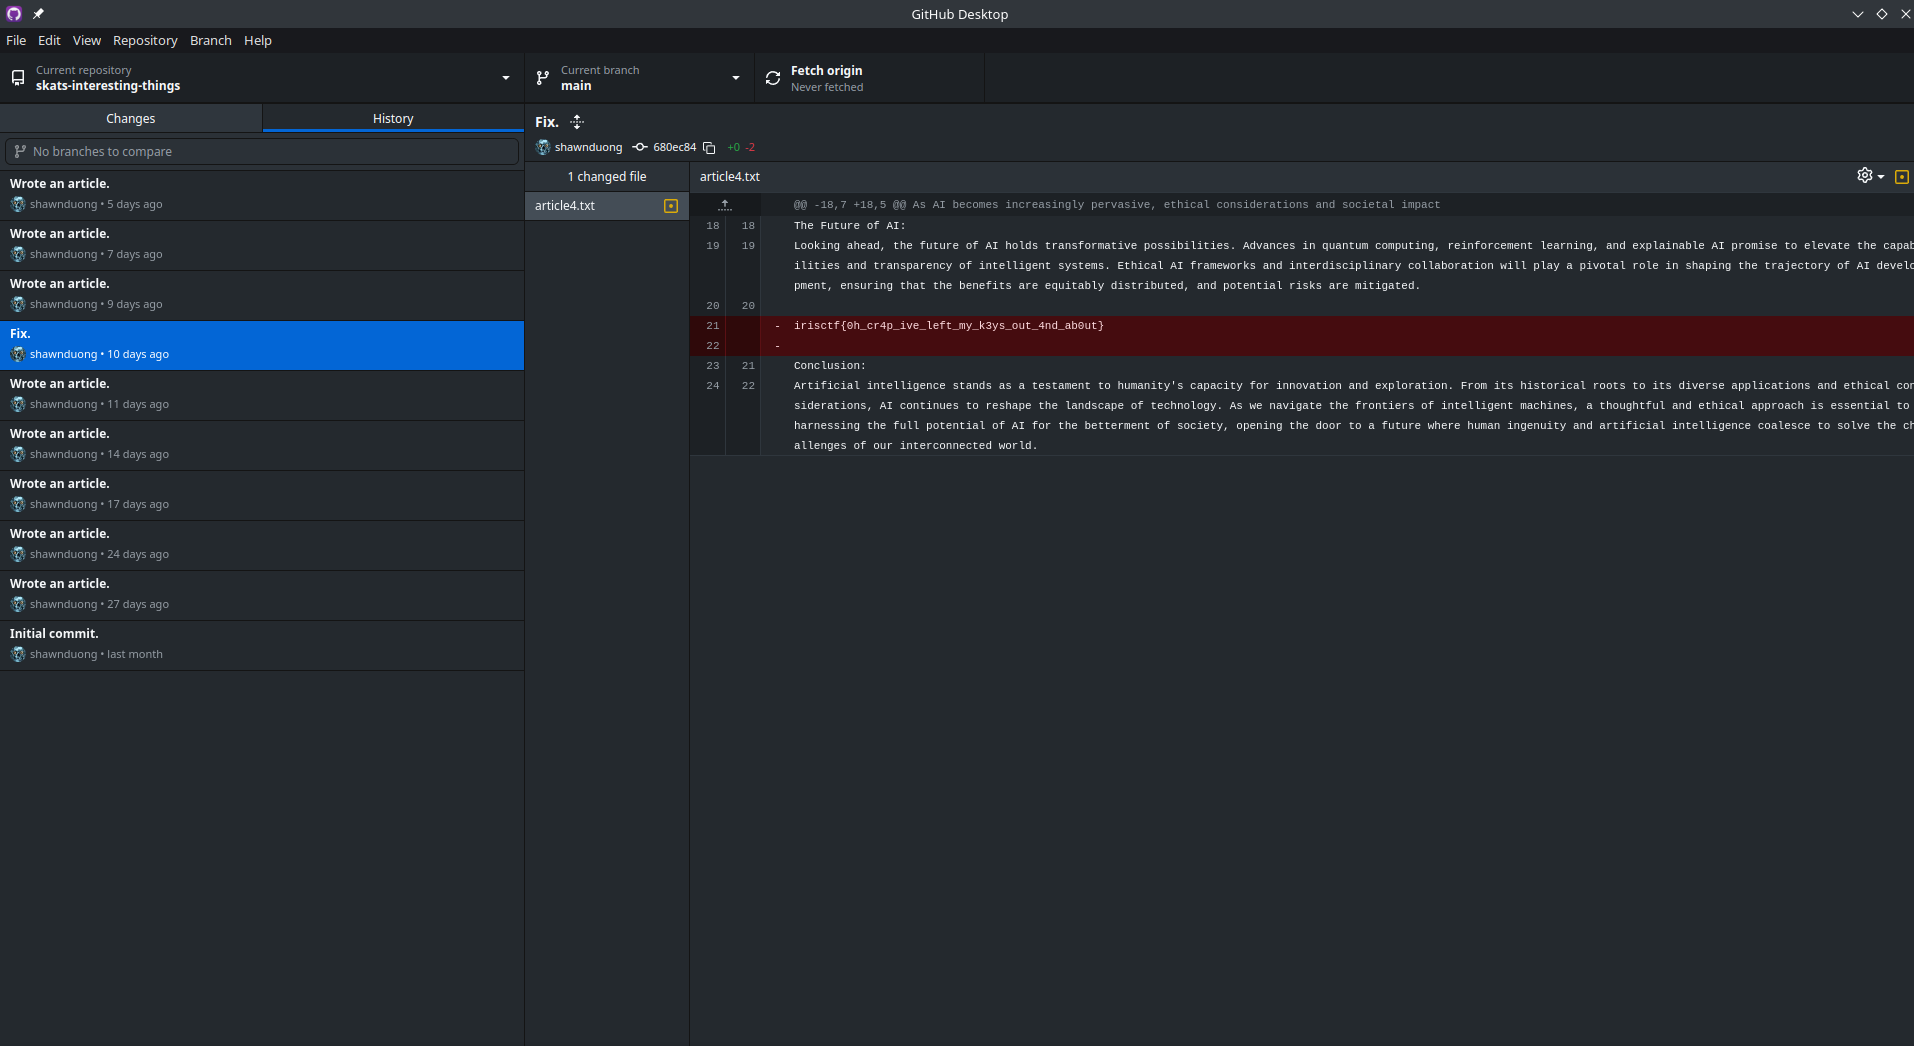 GitHub Desktop
File Edit View Repository Branch Help
Current repository
skats-interesting-things
Current branch
main
Fetch origin
Never fetched
Changes
History
No branches to compare
Wrote an article.
shawnduong • 5 days ago
Wrote an article.
shawnduong • 7 days ago
Wrote an article.
shawnduong • 9 days ago
Fix.
shawnduong • 10 days ago
Wrote an article.
shawnduong • 11 days ago
Wrote an article.
shawnduong • 14 days ago
Wrote an article.
shawnduong • 17 days ago
Wrote an article.
shawnduong • 24 days ago
Wrote an article.
shawnduong • 27 days ago
Initial commit.
shawnduong • last month
Fix.
shawnduong 680ec84 +0 -2
1 changed file
article4.txt
article4.txt
@@ -18,7 +18,5 @@ As AI becomes increasingly pervasive, ethical considerations and societal impact
18 18 The Future of AI:
19 19 Looking ahead, the future of AI holds transformative possibilities. Advances in quantum computing, reinforcement learning, and explainable AI promise to elevate the capab
ilities and transparency of intelligent systems. Ethical AI frameworks and interdisciplinary collaboration will play a pivotal role in shaping the trajectory of AI develo
pment, ensuring that the benefits are equitably distributed, and potential risks are mitigated.
20 20
21 - irisctf{0h_cr4p_ive_left_my_k3ys_out_4nd_ab0ut}
22 -
23 21 Conclusion:
24 22 Artificial intelligence stands as a testament to humanity's capacity for innovation and exploration. From its historical roots to its diverse applications and ethical con
siderations, AI continues to reshape the landscape of technology. As we navigate the frontiers of intelligent machines, a thoughtful and ethical approach is essential to
harnessing the full potential of AI for the betterment of society, opening the door to a future where human ingenuity and artificial intelligence coalesce to solve the ch
allenges of our interconnected world.